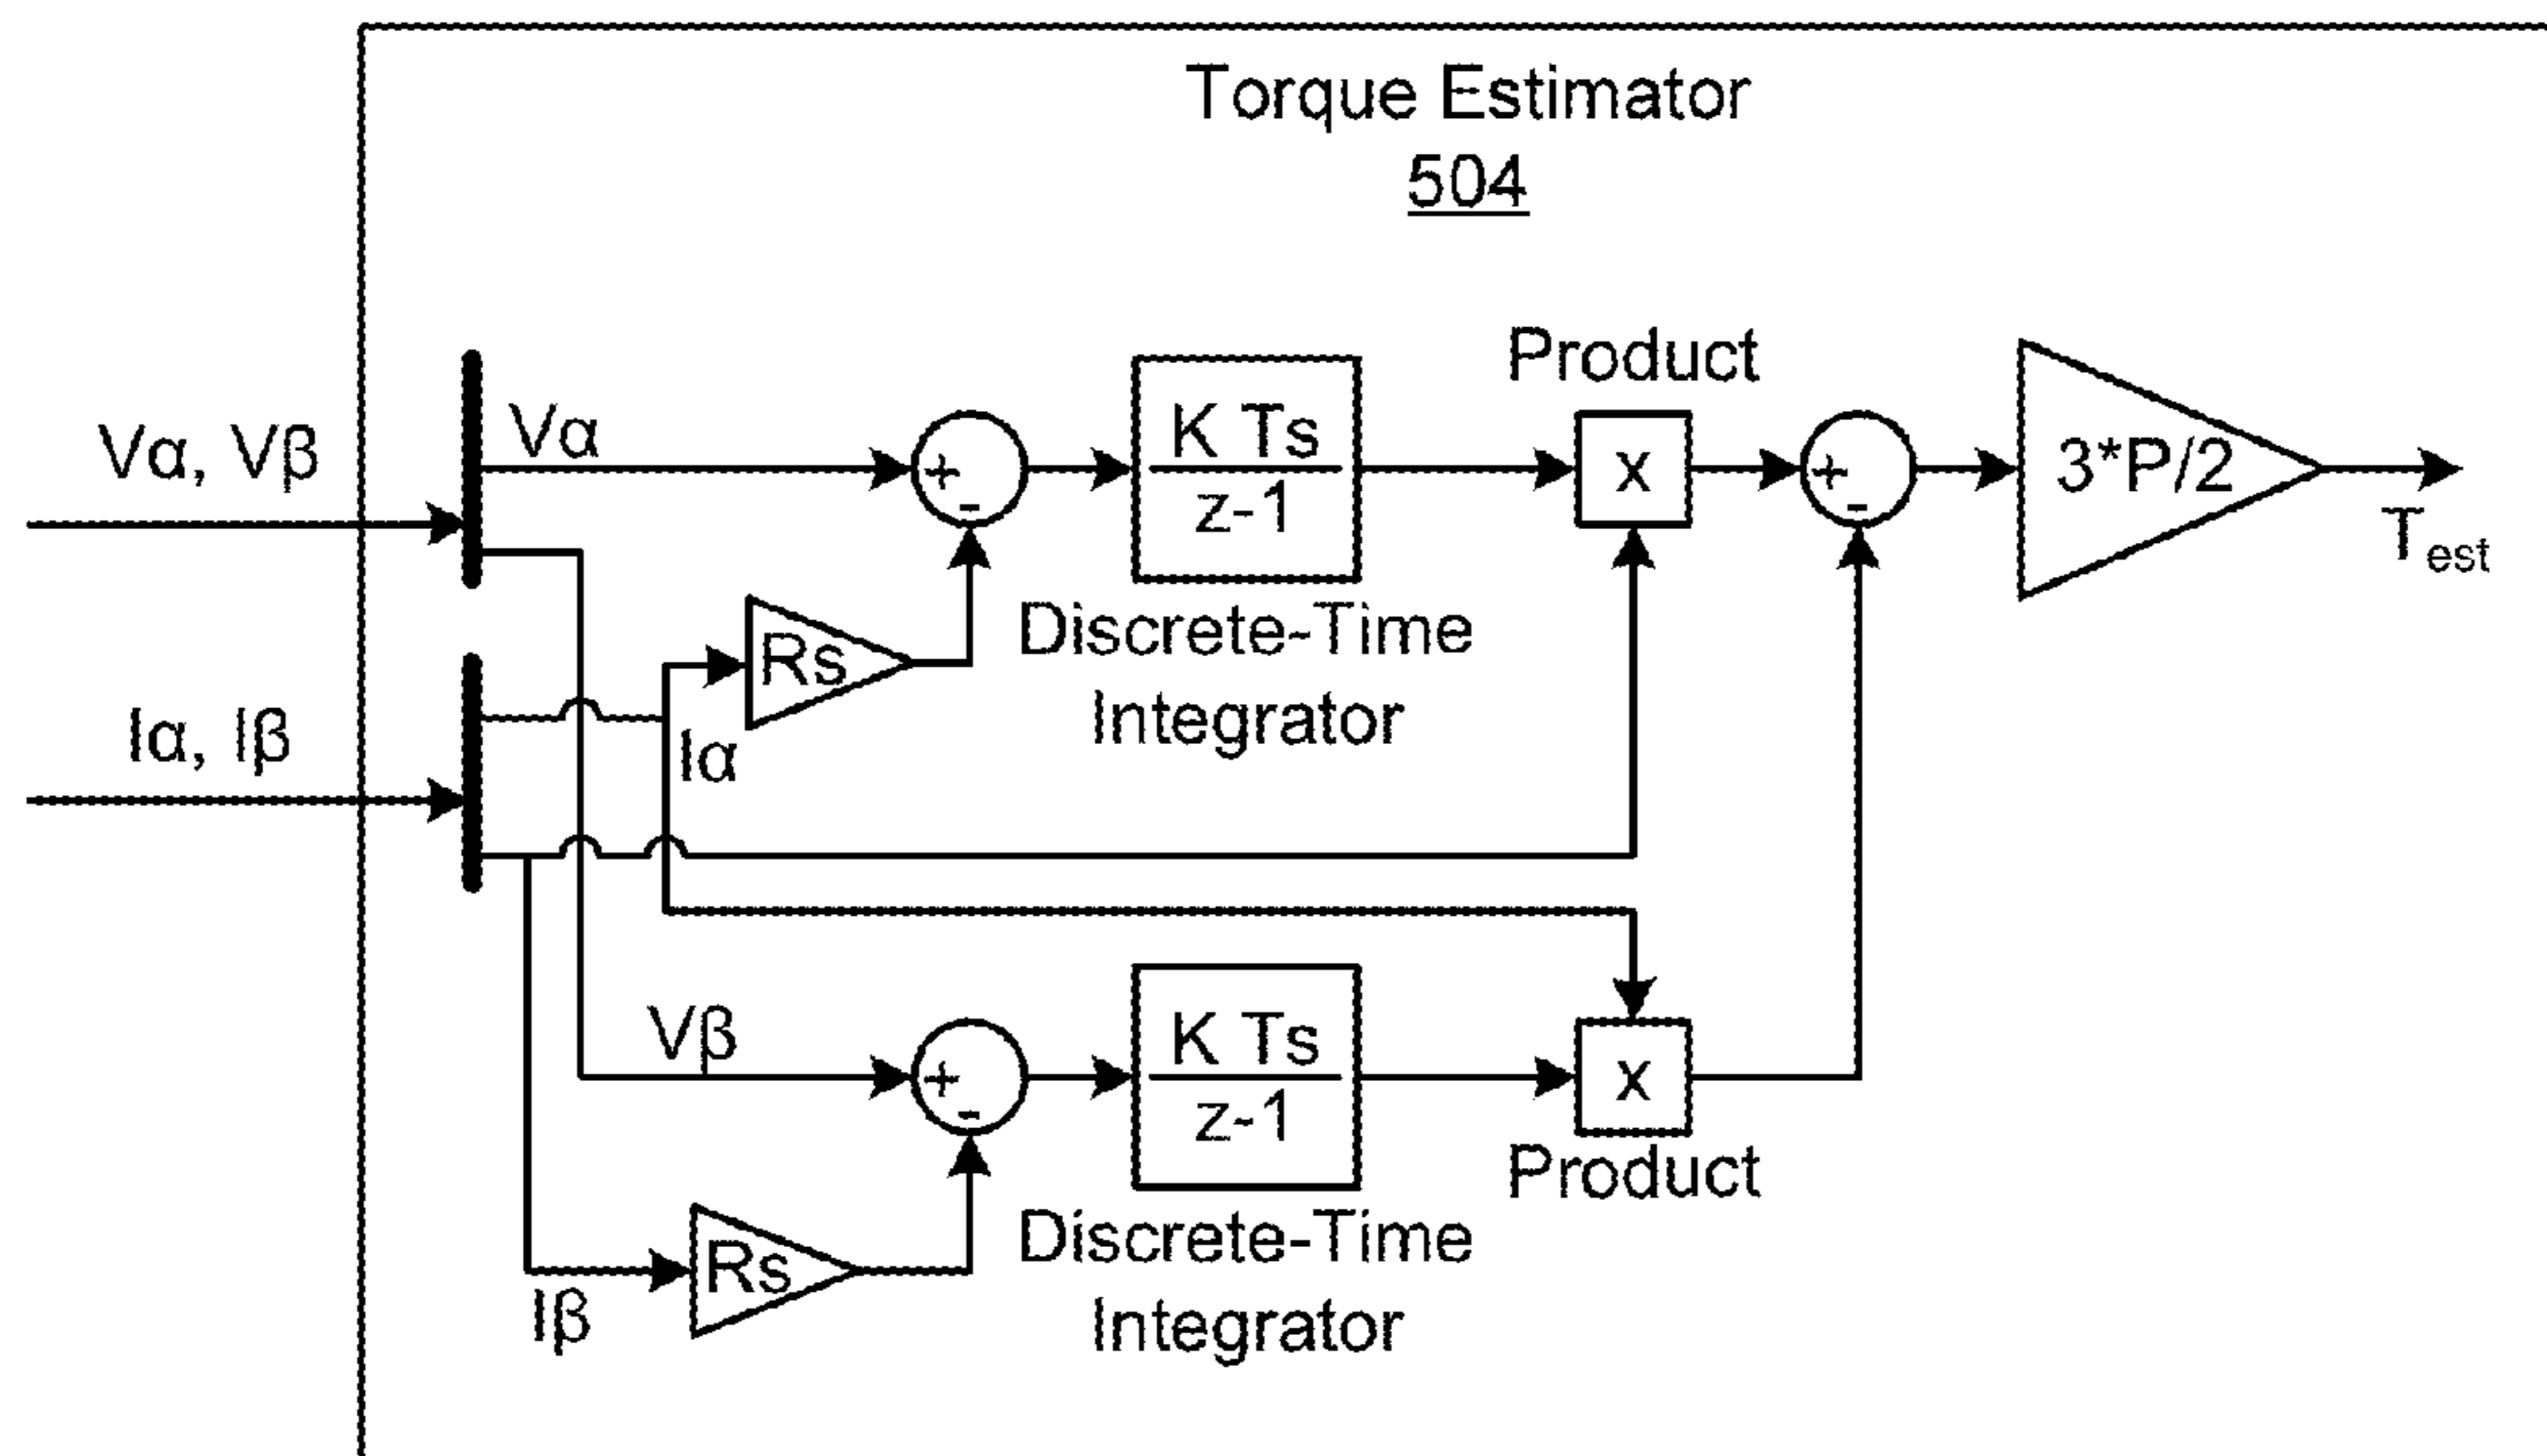 Torque Estimator
504
Product
Vα, Vβ
Vα
+
-
K Ts
z-1
x
+
-
3*P/2
Test
Rs
Discrete-Time
Integrator
Iα, Iβ
Iα
Vβ
+
-
K Ts
z-1
x
Product
Rs
Iβ
Discrete-Time
Integrator